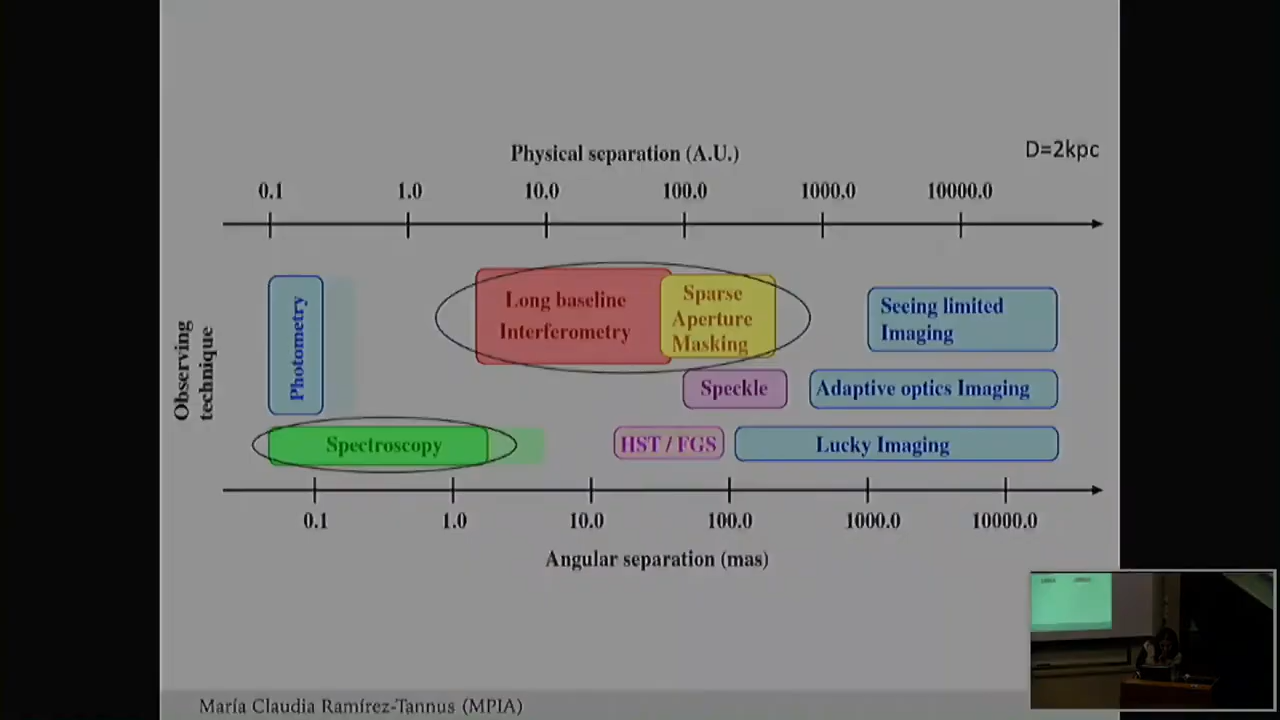 Physical separation (A.U.)
D=2kpc
0.1 1.0 10.0 100.0 1000.0 10000.0
Observing
technique
Photometry
Long baseline
Interferometry
Sparse
Aperture
Masking
Seeing limited
Imaging
Speckle
Adaptive optics Imaging
Spectroscopy
HST / FGS
Lucky Imaging
0.1 1.0 10.0 100.0 1000.0 10000.0
Angular separation (mas)
María Claudia Ramírez-Tannus (MPIA)